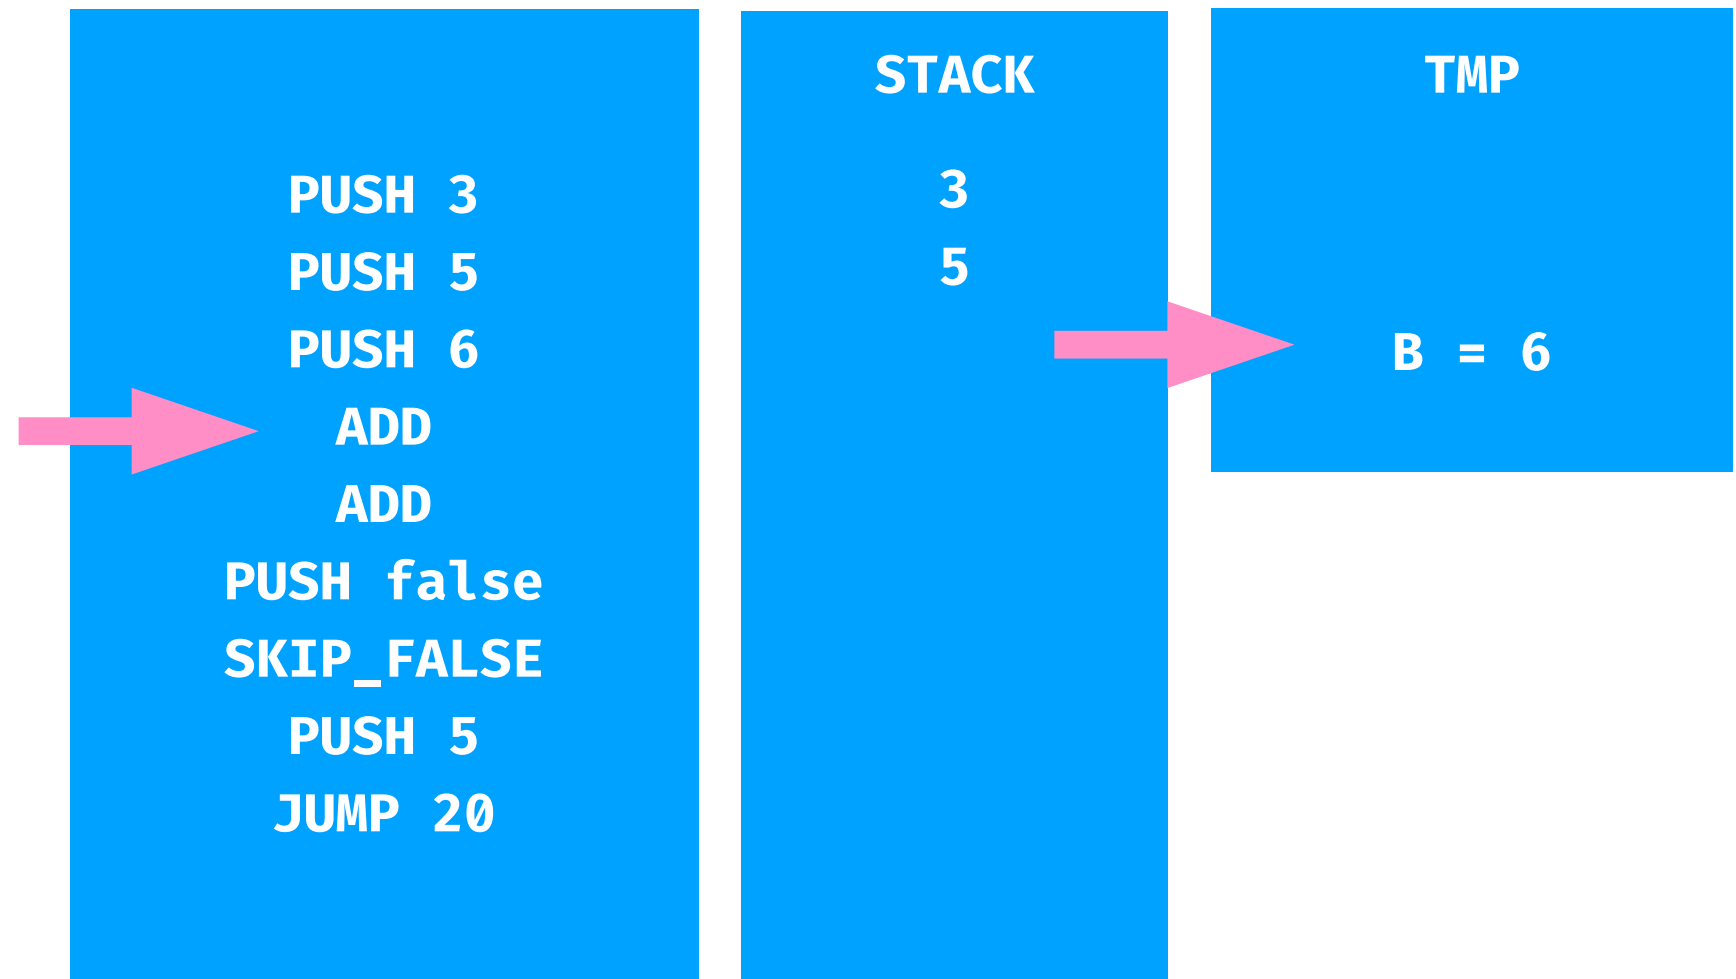 PUSH 3
PUSH 5
PUSH 6
ADD
ADD
PUSH false
SKIP_FALSE
PUSH 5
JUMP 20
STACK
3
5
TMP
B = 6